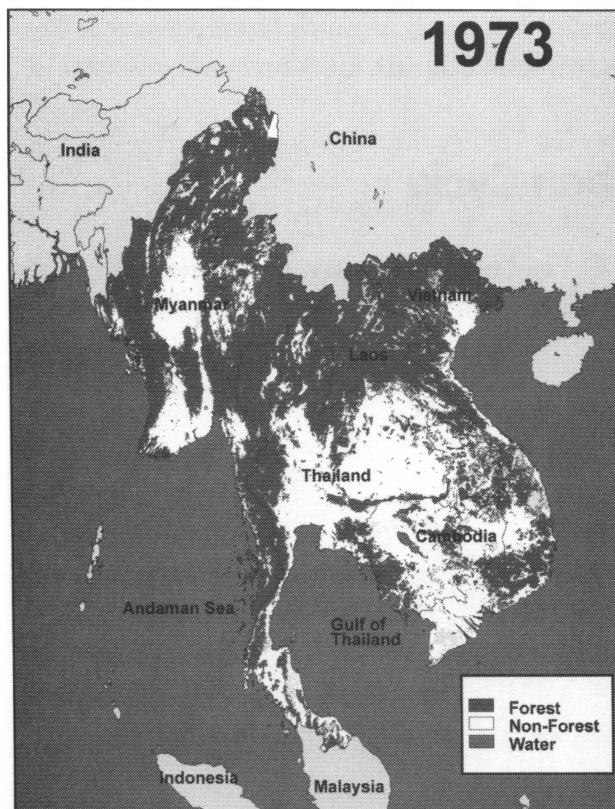 1973
India
China
Myanmar
Vietnam
Laos
Thailand
Cambodia
Andaman Sea
Gulf of
Thailand
Forest
Non-Forest
Water
Indonesia
Malaysia